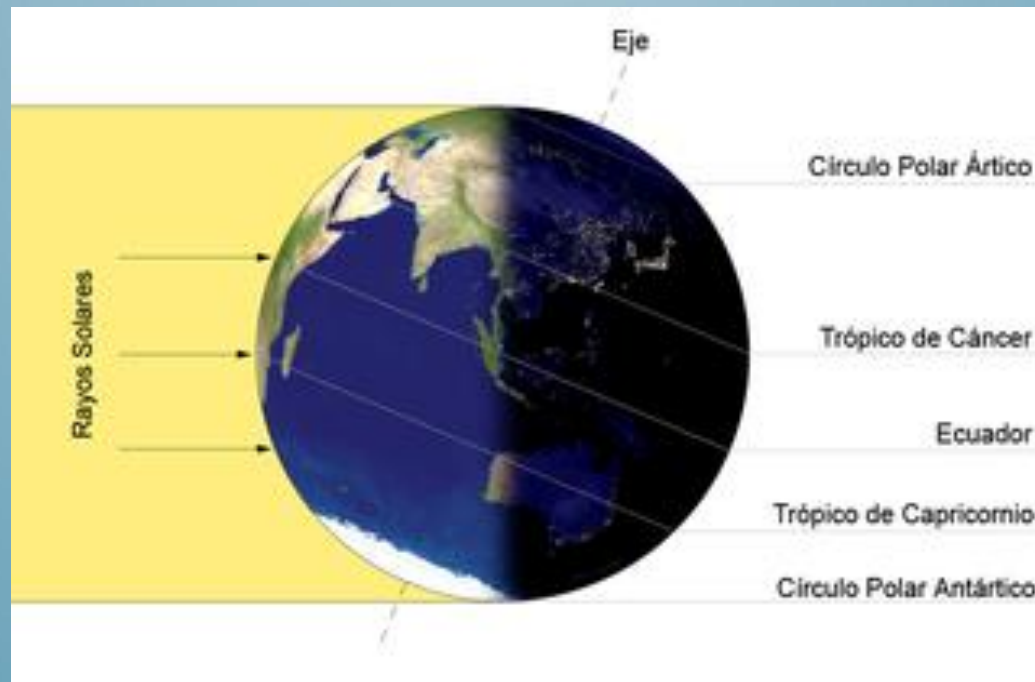 Eje
Círculo Polar Ártico
Rayos Solares
Trópico de Cáncer
Ecuador
Trópico de Capricornio
Círculo Polar Antártico